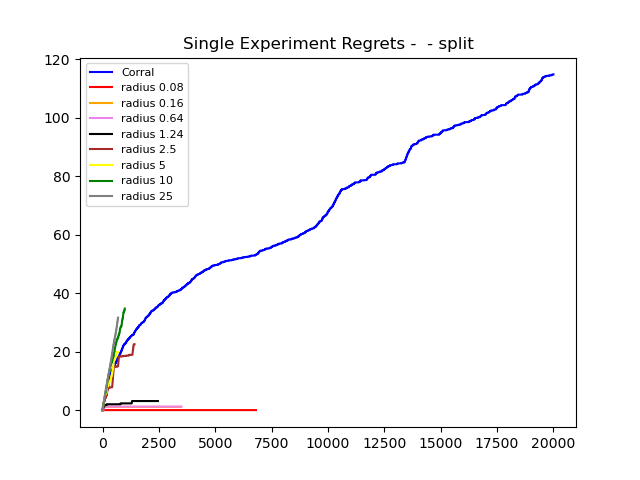 Single Experiment Regrets -  - split
Corral
radius 0.08
radius 0.16
radius 0.64
radius 1.24
radius 2.5
radius 5
radius 10
radius 25
120
100
80
60
40
20
0
0 2500 5000 7500 10000 12500 15000 17500 20000